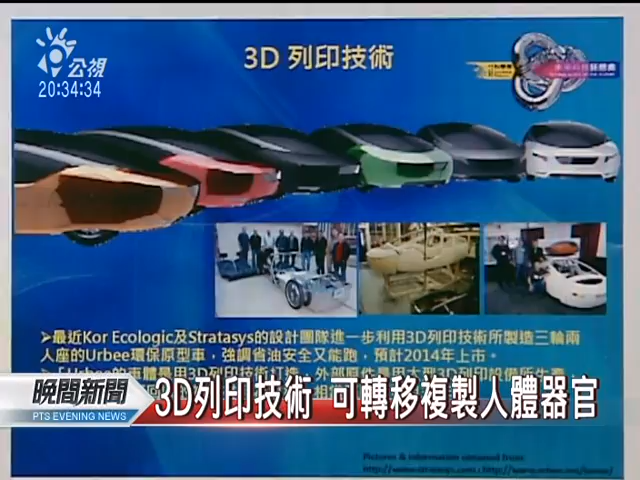 公視
20:34:34
3D 列印技術
➢最近Kor Ecologic及Stratasys的設計團隊進一步利用3D列印技術所製造三輪兩
人座的Urbee環保原型車，強調省油安全又能跑，預計2014年上市。
晚間新聞
PTS EVENING NEWS
3D列印技術 可轉移複製人體器官
Pictures & information obtained from: